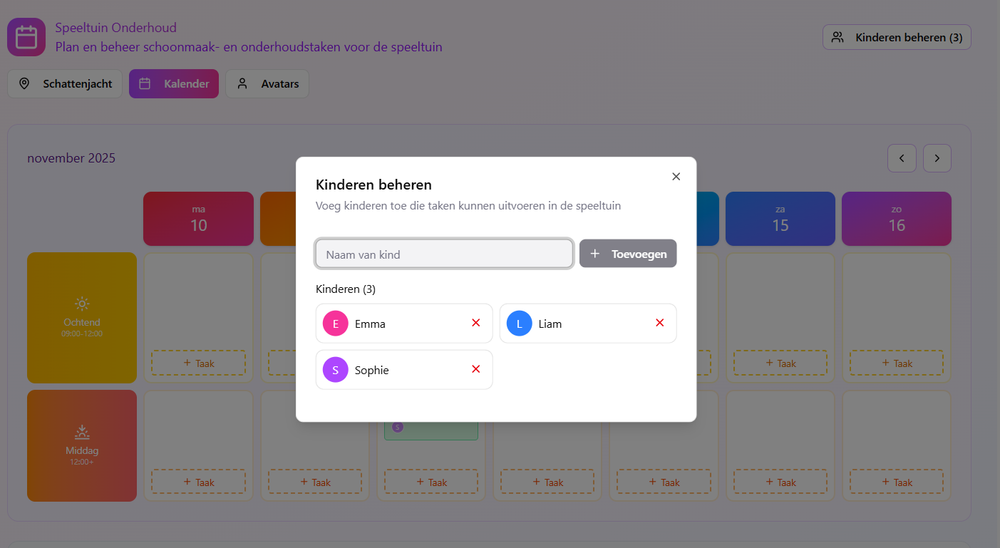 Speeltuin Onderhoud
Plan en beheer schoonmaak- en onderhoudstaken voor de speeltuin
Kinderen beheren (3)
Schattenjacht
Kalender
Avatars
november 2025
ma
10
za
15
zo
16
Kinderen beheren
Voeg kinderen toe die taken kunnen uitvoeren in de speeltuin
Naam van kind
+ Toevoegen
Kinderen (3)
E Emma
L Liam
S Sophie
Ochtend
09:00-12:00
+ Taak
+ Taak
+ Taak
S
Middag
12:00+
+ Taak
+ Taak
+ Taak
+ Taak
+ Taak
+ Taak
+ Taak